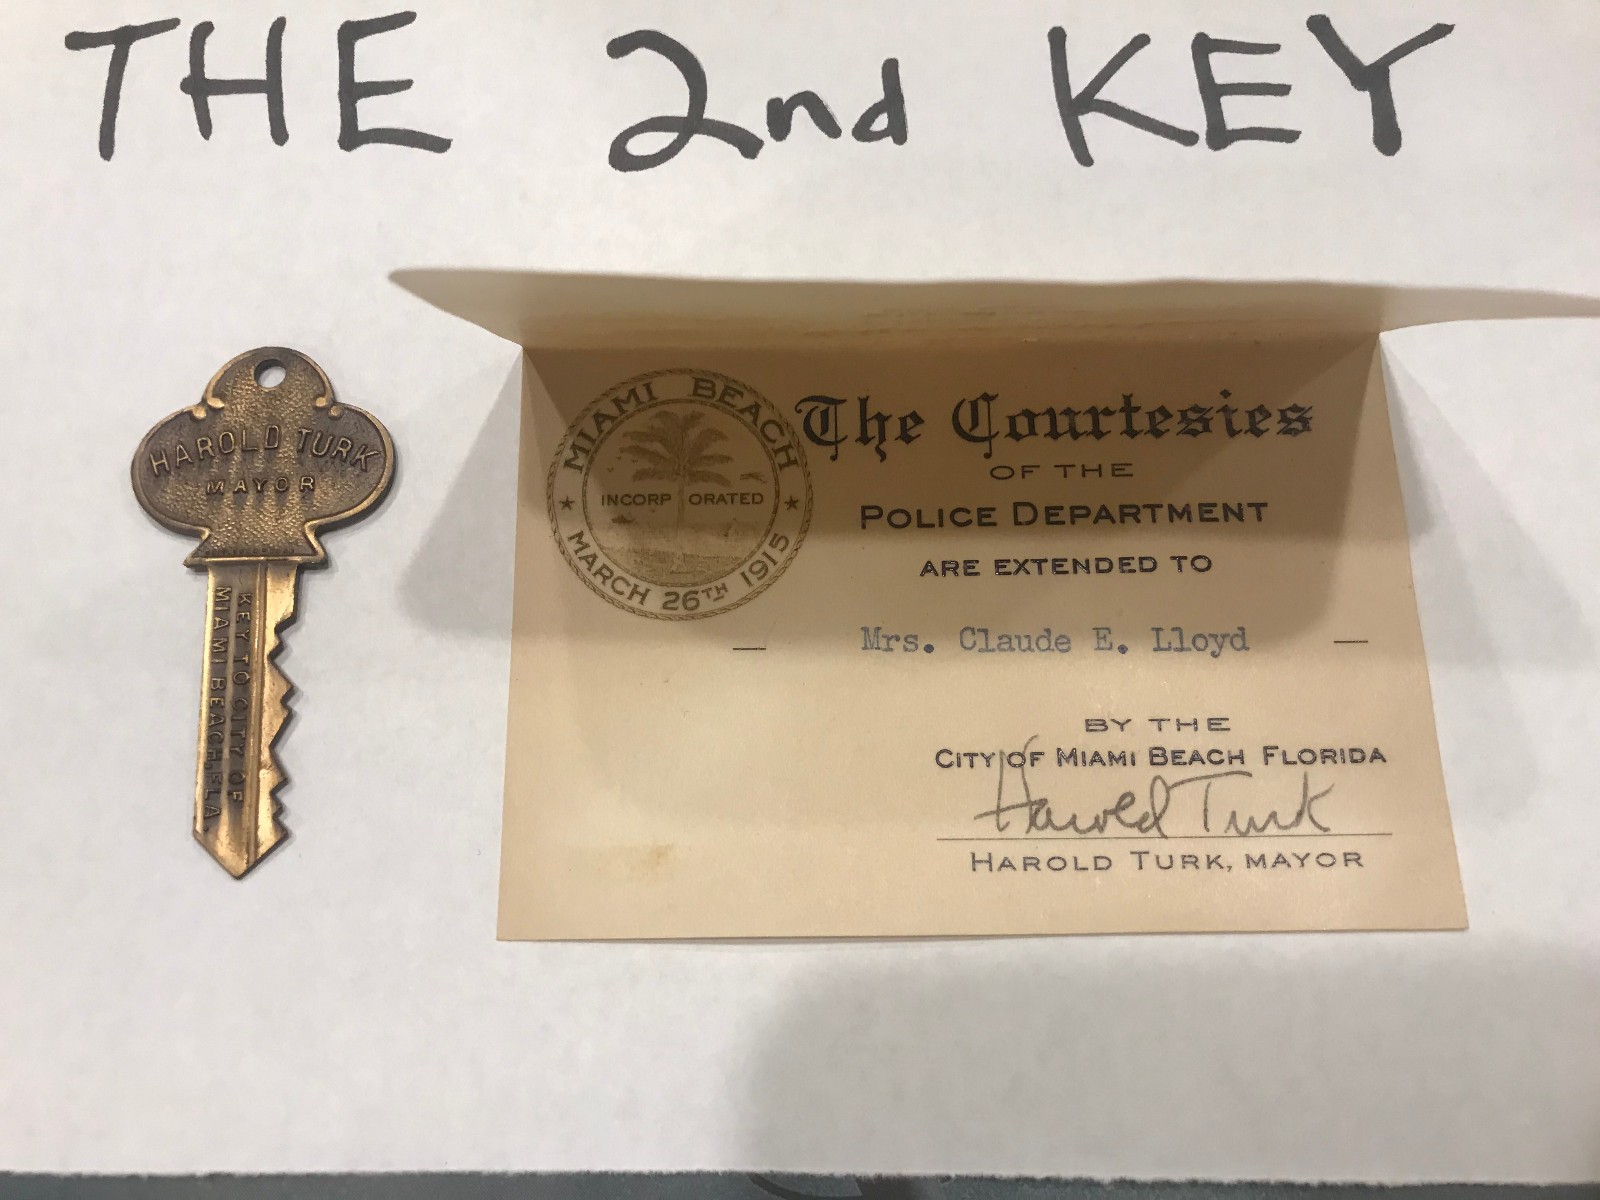 THE 2nd KEY
HAROLD TURK
MAYOR
KEY TO CITY OF
MIAMI BEACH, FLA
MIAMI BEACH
INCORPORATED
MARCH 26TH 1915
The Courtesies
OF THE
POLICE DEPARTMENT
ARE EXTENDED TO
— Mrs. Claude E. Lloyd —
BY THE
CITY OF MIAMI BEACH FLORIDA
Harold Turk
HAROLD TURK, MAYOR